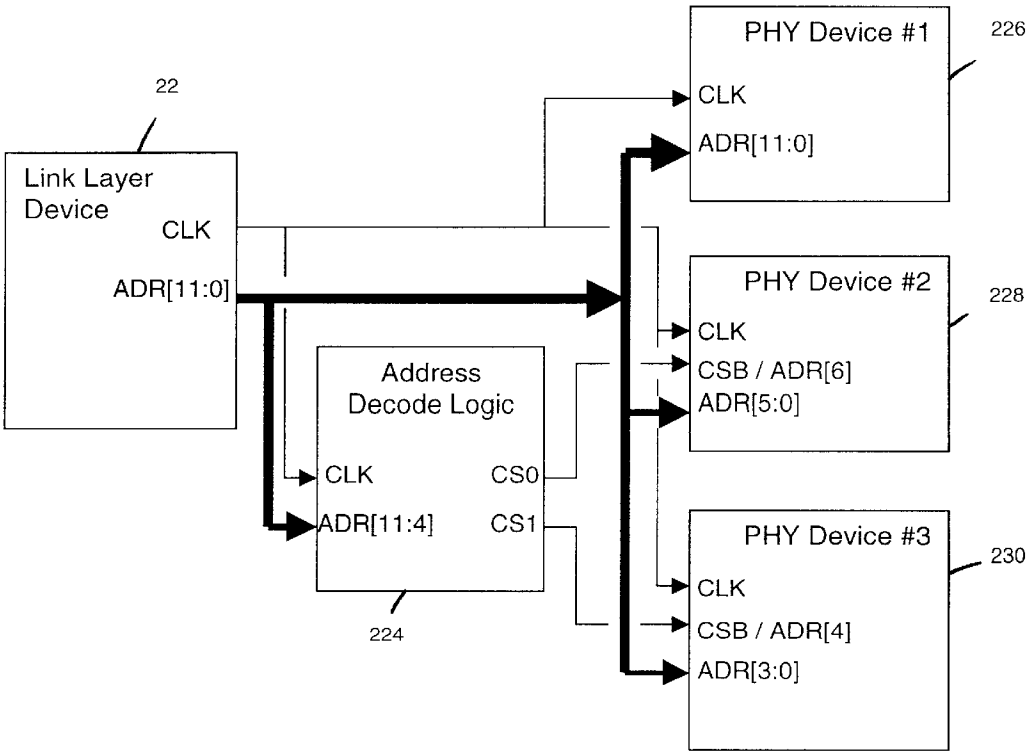 PHY Device #1
226
CLK
ADR[11:0]
22
Link Layer
Device
CLK
ADR[11:0]
PHY Device #2
228
CLK
CSB / ADR[6]
ADR[5:0]
Address
Decode Logic
CLK
CS0
ADR[11:4]
CS1
224
PHY Device #3
230
CLK
CSB / ADR[4]
ADR[3:0]